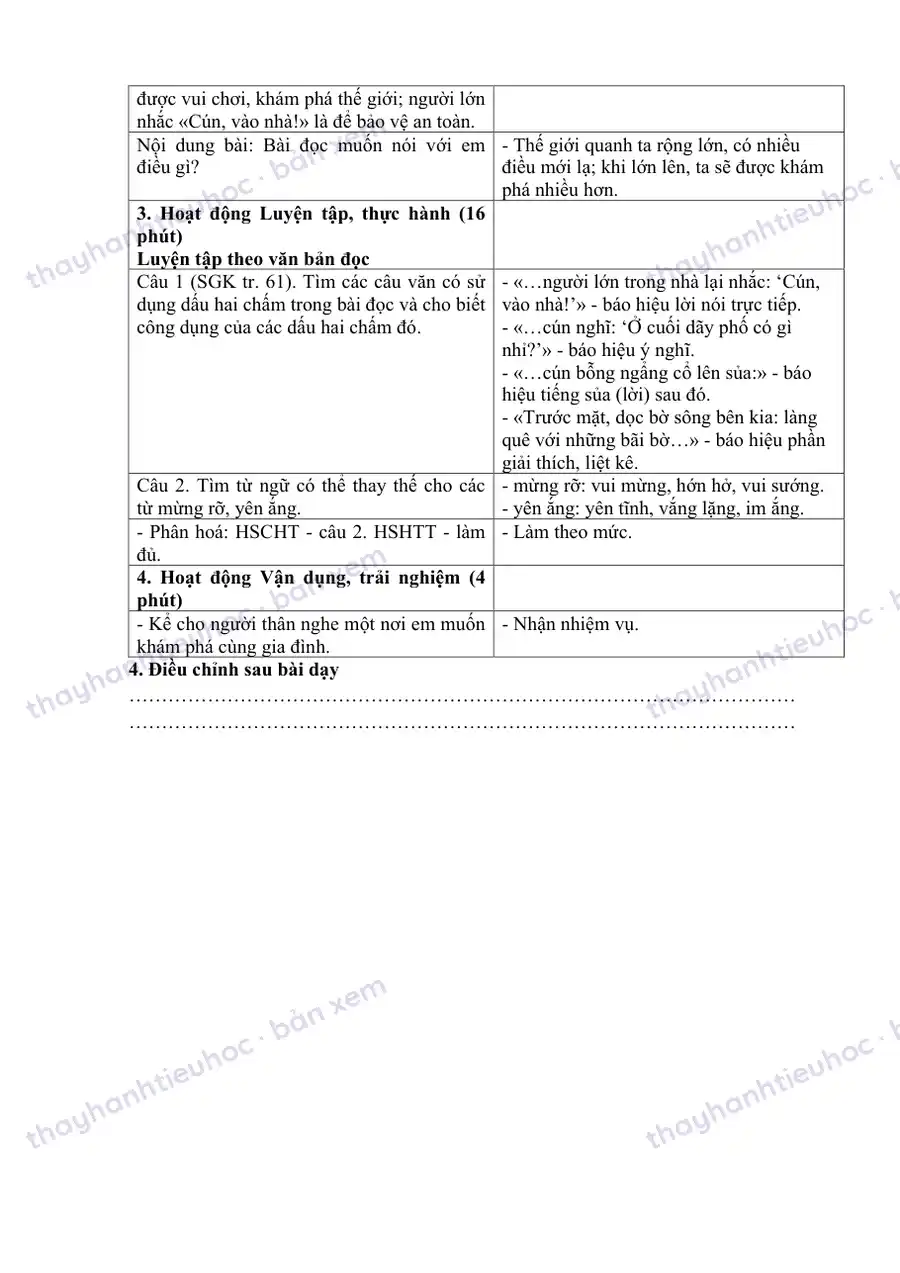 được vui chơi, khám phá thế giới; người lớn
nhắc «Cún, vào nhà!» là để bảo vệ an toàn.
Nội dung bài: Bài đọc muốn nói với em
điều gì?
- Thế giới quanh ta rộng lớn, có nhiều
điều mới lạ; khi lớn lên, ta sẽ được khám
phá nhiều hơn.
3. Hoạt động Luyện tập, thực hành (16
phút)
Luyện tập theo văn bản đọc
Câu 1 (SGK tr. 61). Tìm các câu văn có sử
dụng dấu hai chấm trong bài đọc và cho biết
công dụng của các dấu hai chấm đó.
- «…người lớn trong nhà lại nhắc: ‘Cún,
vào nhà!’» - báo hiệu lời nói trực tiếp.
- «…cún nghĩ: ‘Ở cuối dãy phố có gì
nhỉ?’» - báo hiệu ý nghĩ.
- «…cún bỗng ngẩng cổ lên sủa:» - báo
hiệu tiếng sủa (lời) sau đó.
- «Trước mặt, dọc bờ sông bên kia: làng
quê với những bãi bờ…» - báo hiệu phần
giải thích, liệt kê.
Câu 2. Tìm từ ngữ có thể thay thế cho các
từ mừng rỡ, yên ắng.
- mừng rỡ: vui mừng, hớn hở, vui sướng.
- yên ắng: yên tĩnh, vắng lặng, im ắng.
- Phân hoá: HSCHT - câu 2. HSHTT - làm
đủ.
- Làm theo mức.
4. Hoạt động Vận dụng, trải nghiệm (4
phút)
- Kể cho người thân nghe một nơi em muốn
khám phá cùng gia đình.
- Nhận nhiệm vụ.
4. Điều chỉnh sau bài dạy
……………………………………………………………………………………………
……………………………………………………………………………………………
thayhanhtieuhoc · bản xem
thayhanhtieuhoc · b
thayhanhtieuhoc · bản xem
thayhanhtieuhoc · b
thayhanhtieuhoc · bản xem
thayhanhtieuhoc · b